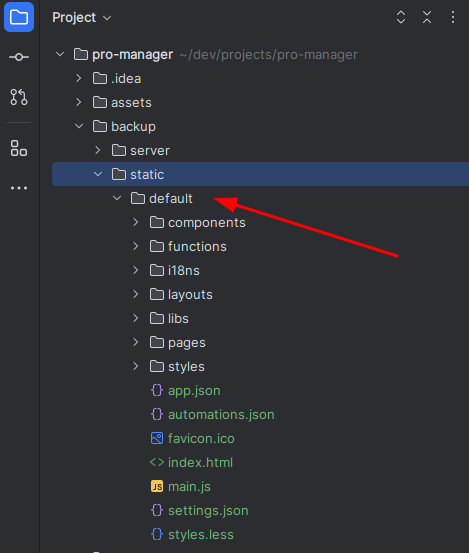 Project
pro-manager ~/dev/projects/pro-manager
.idea
assets
backup
server
static
default
components
functions
i18ns
layouts
libs
pages
styles
app.json
automations.json
favicon.ico
index.html
JS main.js
settings.json
styles.less